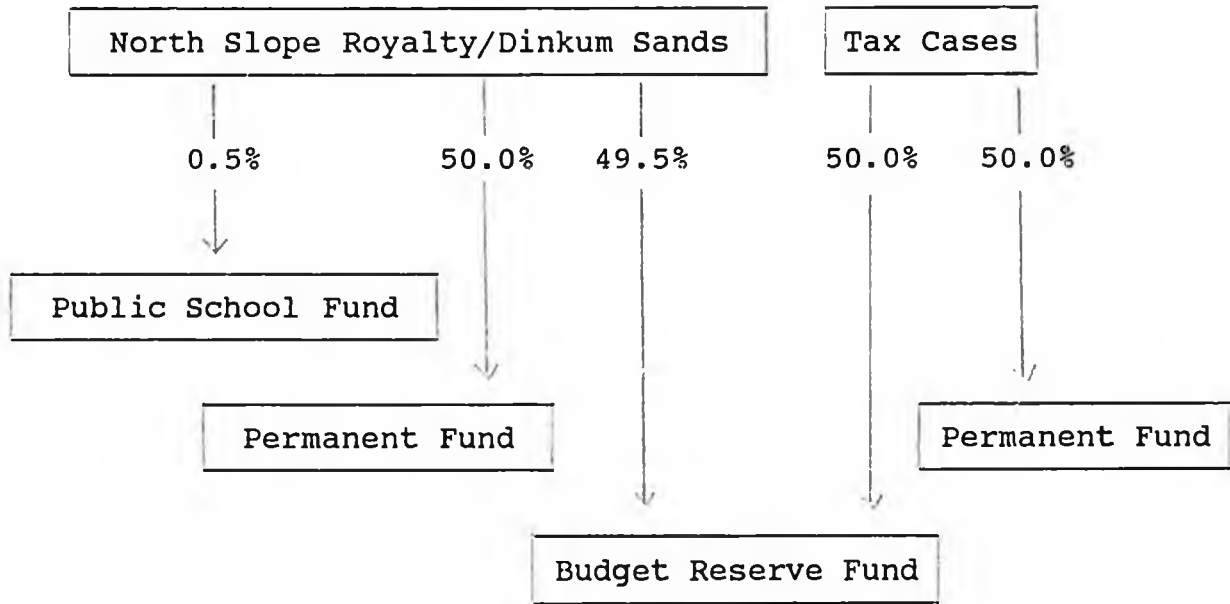 North Slope Royalty/Dinkum Sands Tax Cases
0.5% 50.0% 49.5% 50.0% 50.0%
Public School Fund
Permanent Fund Permanent Fund
Budget Reserve Fund